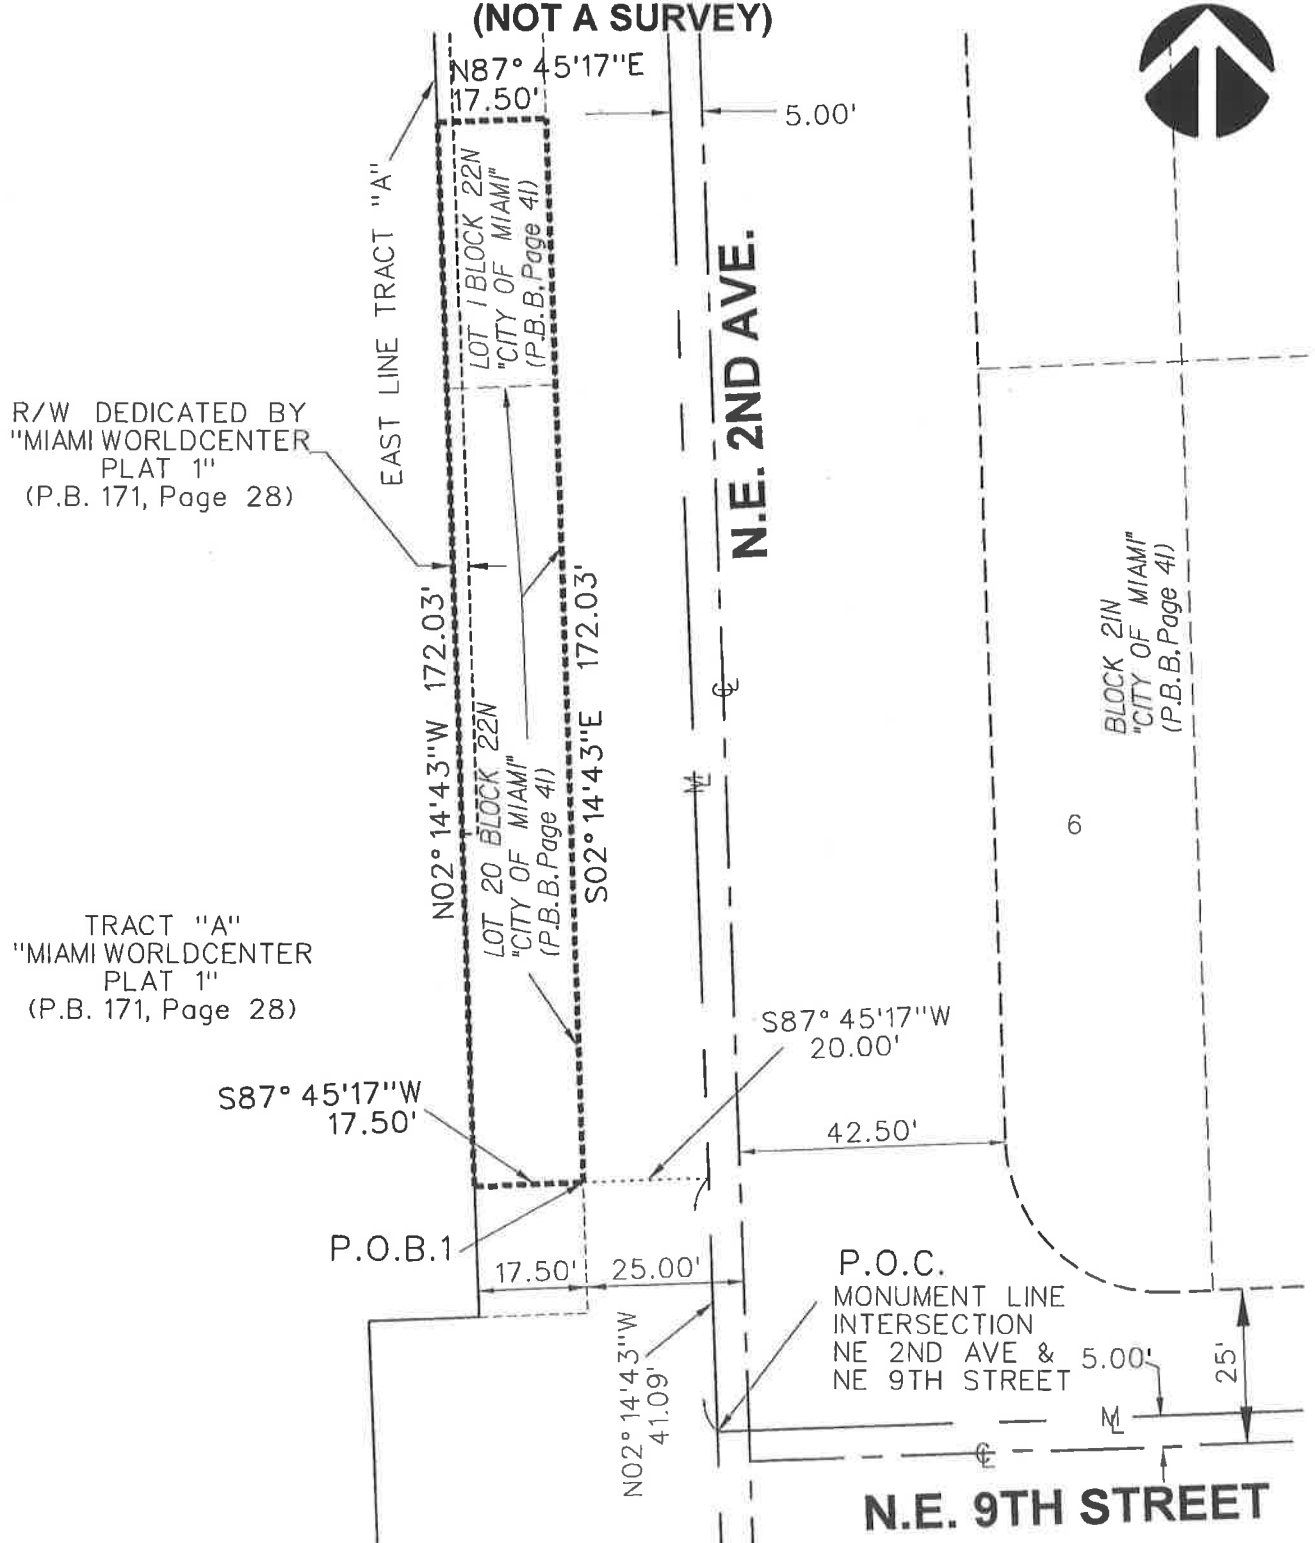 (NOT A SURVEY)
N87° 45'17"E
17.50'
5.00'
EAST LINE TRACT "A"
LOT 1 BLOCK 22N
"CITY OF MIAMI"
(P.B.B,Page 41)
N.E. 2ND AVE.
R/W DEDICATED BY
"MIAMI WORLDCENTER
PLAT 1"
(P.B. 171, Page 28)
N02° 14'43"W 172.03'
S02° 14'43"E 172.03'
BLOCK 21N
"CITY OF MIAMI"
(P.B.B,Page 41)
CL
ML
6
LOT 20 BLOCK 22N
"CITY OF MIAMI"
(P.B.B,Page 41)
TRACT "A"
"MIAMI WORLDCENTER
PLAT 1"
(P.B. 171, Page 28)
S87° 45'17"W
20.00'
S87° 45'17"W
17.50'
42.50'
P.O.B.1
17.50'
25.00'
N02° 14'43"W
41.09'
P.O.C.
MONUMENT LINE
INTERSECTION
NE 2ND AVE &
NE 9TH STREET
5.00'
25'
ML
CL
N.E. 9TH STREET